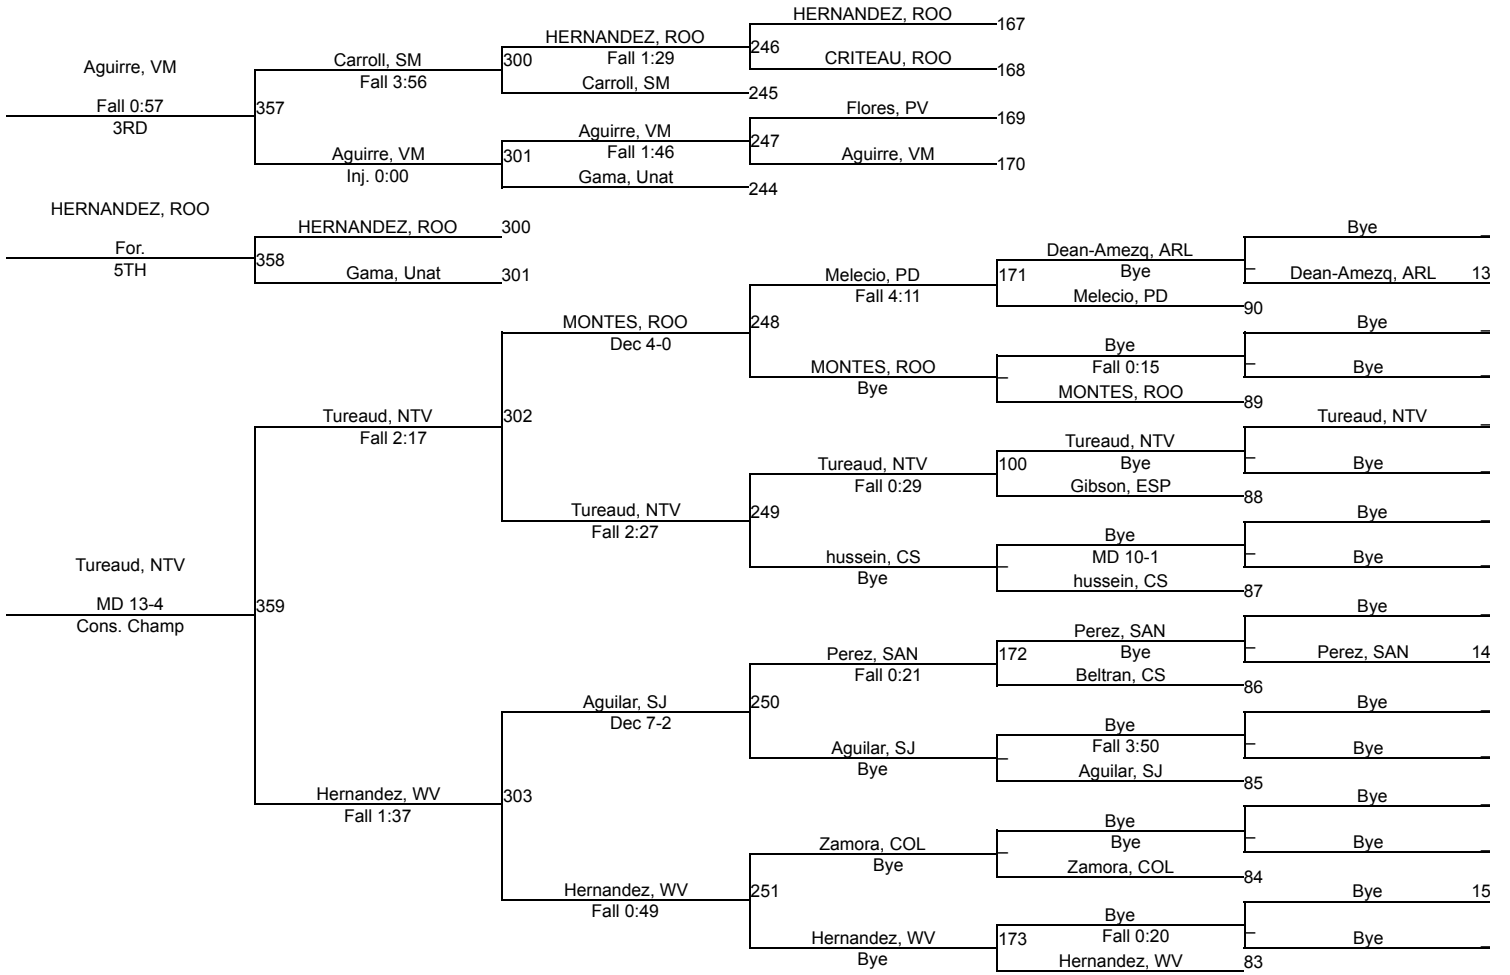 HERNANDEZ, ROO
167
HERNANDEZ, ROO
246
Fall 1:29
CRITEAU, ROO
168
Aguirre, VM
Carroll, SM
300
Fall 3:56
Carroll, SM
245
Fall 0:57
357
3RD
Flores, PV
169
Aguirre, VM
247
Fall 1:46
Aguirre, VM
301
Inj. 0:00
Aguirre, VM
170
Gama, Unat
244
HERNANDEZ, ROO
HERNANDEZ, ROO
300
For.
358
5TH
Gama, Unat
301
Bye
Dean-Amezq, ARL
Bye
Dean-Amezq, ARL 13
Melecio, PD
171
Fall 4:11
Melecio, PD
90
MONTES, ROO
248
Dec 4-0
Bye
Bye
Fall 0:15
Bye
MONTES, ROO
Bye
MONTES, ROO
89
Tureaud, NTV
302
Fall 2:17
Tureaud, NTV
Tureaud, NTV
Bye
Bye
Tureaud, NTV
100
Fall 0:29
Gibson, ESP
88
Tureaud, NTV
249
Fall 2:27
Bye
Bye
MD 10-1
Bye
hussein, CS
Bye
hussein, CS
87
Tureaud, NTV
MD 13-4
359
Cons. Champ
Bye
Perez, SAN
Bye
Perez, SAN 14
Perez, SAN
172
Fall 0:21
Beltran, CS
86
Aguilar, SJ
250
Dec 7-2
Bye
Bye
Fall 3:50
Bye
Aguilar, SJ
Bye
Aguilar, SJ
85
Hernandez, WV
303
Fall 1:37
Bye
Bye
Bye
Bye
Zamora, COL
Bye
Zamora, COL
84
Hernandez, WV
251
Fall 0:49
Bye 15
Bye
Fall 0:20
Bye
Hernandez, WV
173
Bye
Hernandez, WV
83